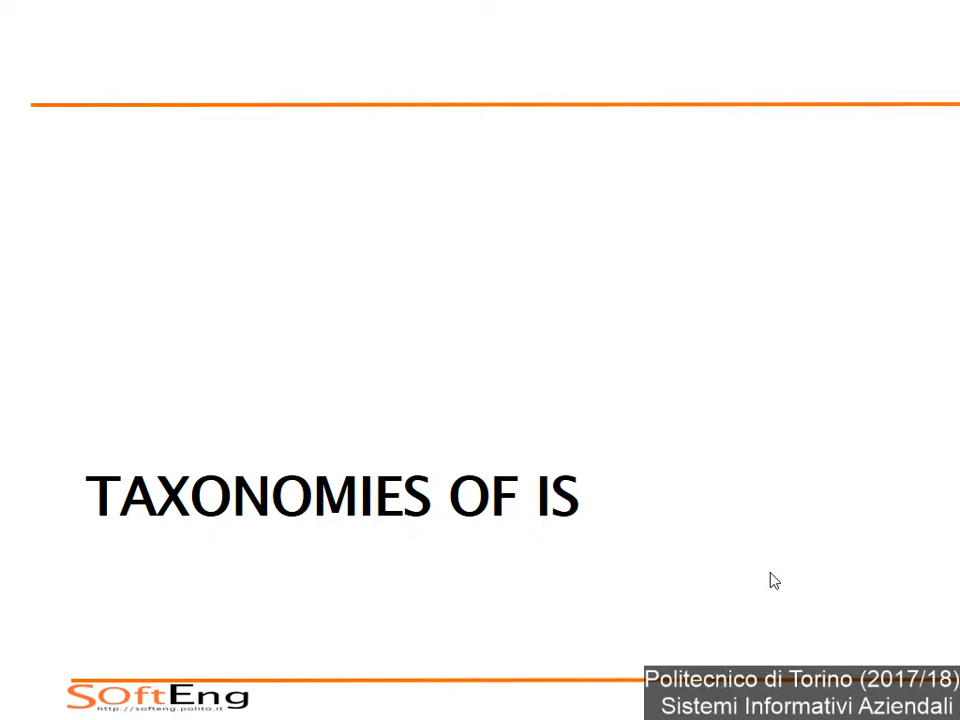 TAXONOMIES OF IS
SOftEng
http://softeng.polito.it
Politecnico di Torino (2017/18)
Sistemi Informativi Aziendali